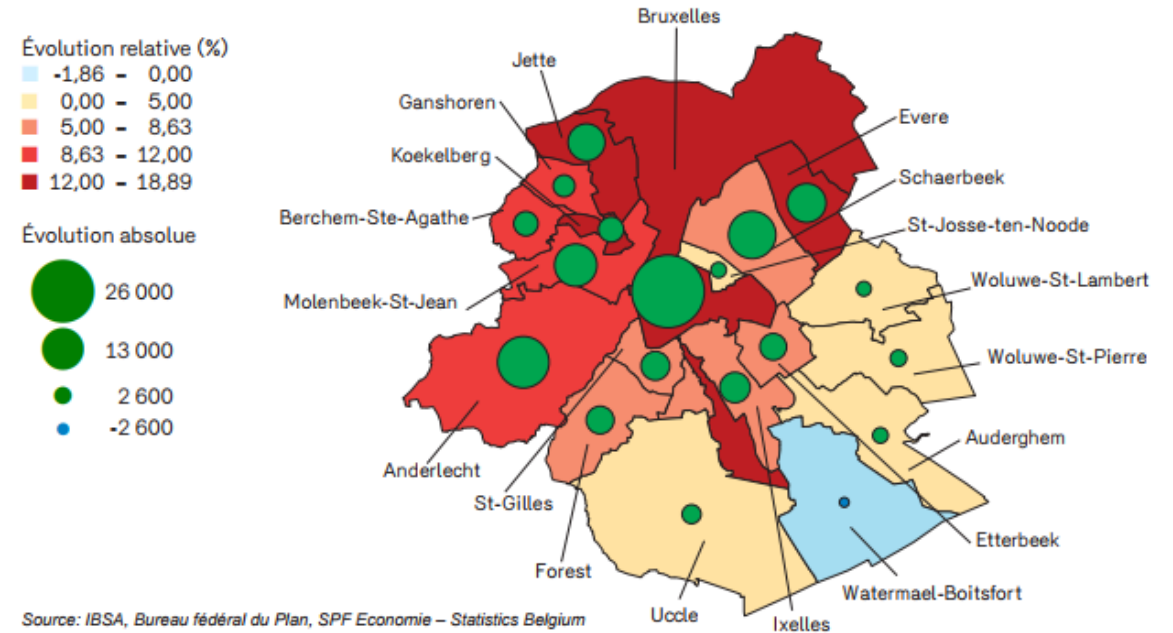 Évolution relative (%)
-1,86 – 0,00
0,00 – 5,00
5,00 – 8,63
8,63 – 12,00
12,00 – 18,89
Évolution absolue
26 000
13 000
2 600
-2 600
Bruxelles
Jette
Ganshoren
Koekelberg
Berchem-Ste-Agathe
Molenbeek-St-Jean
Anderlecht
St-Gilles
Forest
Uccle
Ixelles
Watermael-Boitsfort
Etterbeek
Auderghem
Woluwe-St-Pierre
Woluwe-St-Lambert
St-Josse-ten-Noode
Schaerbeek
Evere
Source: IBSA, Bureau fédéral du Plan, SPF Economie – Statistics Belgium